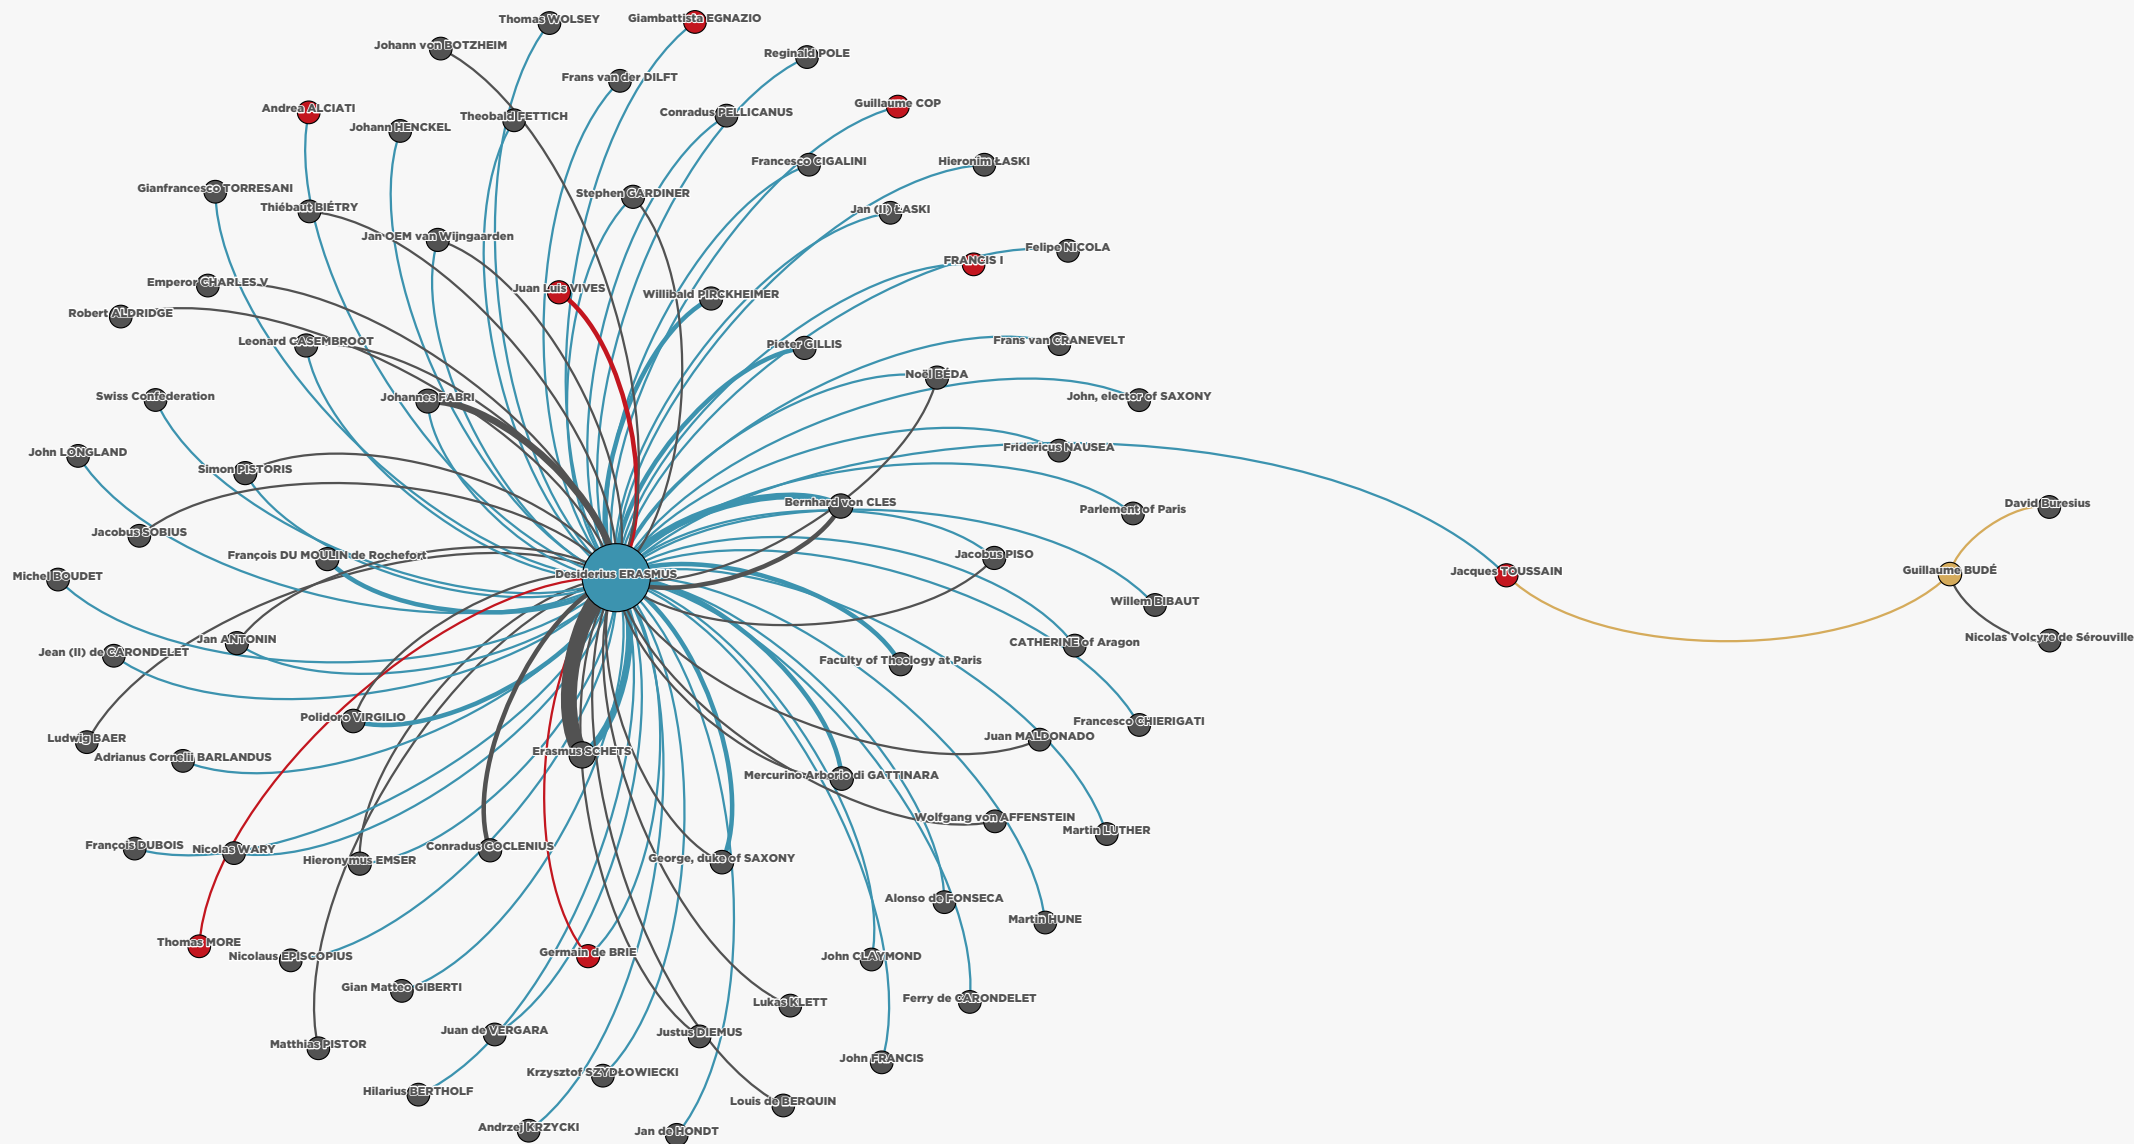 Thomas WOLSEY
Giambattista EGNAZIO
Johann von BOTZHEIM
Reginald POLE
Frans van der DILFT
Guillaume COP
Andrea ALCIATI
Theobald FETTICH
Conradus PELLICANUS
Johann HENCKEL
Francesco CIGALINI
Hieronim ŁASKI
Gianfrancesco TORRESANI
Stephen GARDINER
Thiébaut BIÉTRY
Jan (II) ŁASKI
Jan OEM van Wijngaarden
Felipe NICOLA
FRANCIS I
Emperor CHARLES V
Juan Luis VIVES
Willibald PIRCKHEIMER
Robert ALDRIDGE
Leonard CASEMBROOT
Pieter GILLIS
Frans van CRANEVELT
Noël BÉDA
Swiss Confederation
Johannes FABRI
John, elector of SAXONY
John LONGLAND
Fridericus NAUSEA
Simon PISTORIS
Bernhard von CLES
Parlement of Paris
David Buresius
Jacobus SOBIUS
François DU MOULIN de Rochefort
Jacobus PISO
Michel BOUDET
Desiderius ERASMUS
Jacques TOUSSAIN
Guillaume BUDÉ
Willem BIBAUT
Jan ANTONIN
CATHERINE of Aragon
Nicolas Volcyre de Sérouville
Jean (II) de CARONDELET
Faculty of Theology at Paris
Polidoro VIRGILIO
Francesco CHIERIGATI
Ludwig BAER
Juan MALDONADO
Adrianus Cornelii BARLANDUS
Erasmus SCHETS
Mercurino Arborio di GATTINARA
Wolfgang von AFFENSTEIN
Martin LUTHER
François DUBOIS
Nicolas WARY
Hieronymus EMSER
Conradus GOCLENIUS
George, duke of SAXONY
Alonso de FONSECA
Martin HUNE
Thomas MORE
Nicolaus EPISCOPIUS
Germain de BRIE
John CLAYMOND
Gian Matteo GIBERTI
Lukas KLETT
Ferry de CARONDELET
Matthias PISTOR
Juan de VERGARA
Justus DIEMUS
John FRANCIS
Krzysztof SZYDŁOWIECKI
Hilarius BERTHOLF
Louis de BERQUIN
Andrzej KRZYCKI
Jan de HONDT